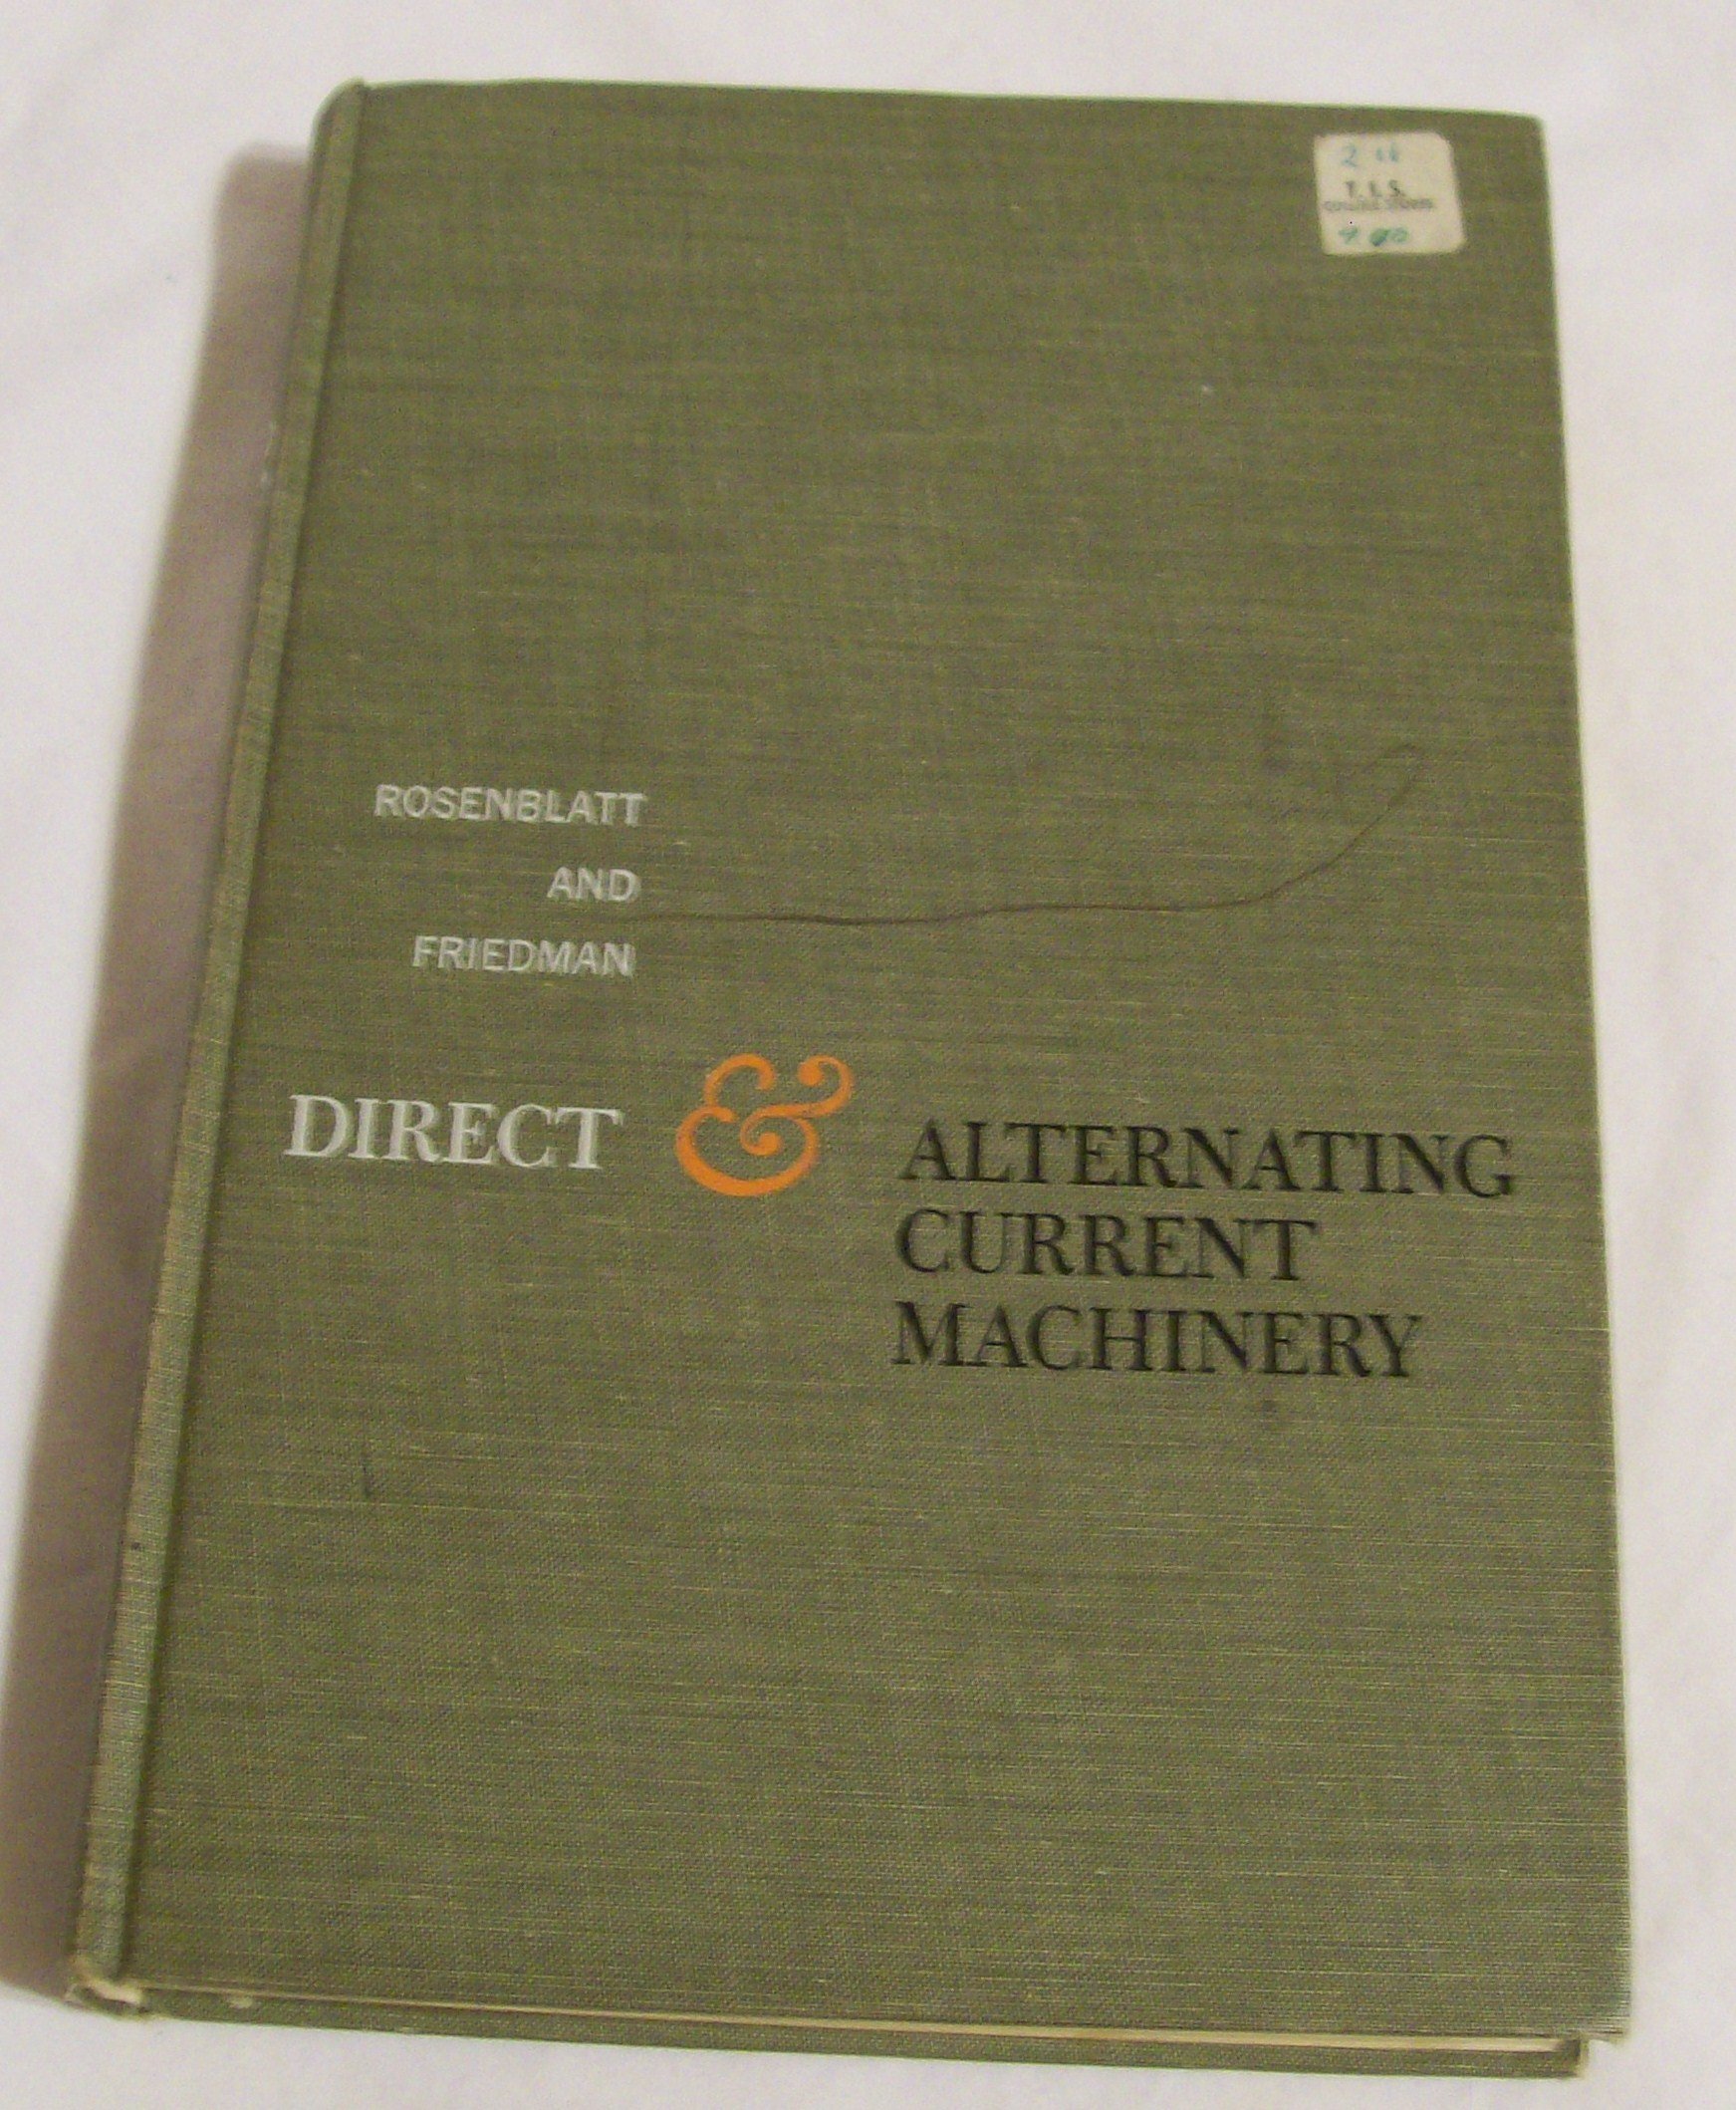 T. I. S.
ROSENBLATT
AND
FRIEDMAN
DIRECT & ALTERNATING
CURRENT
MACHINERY